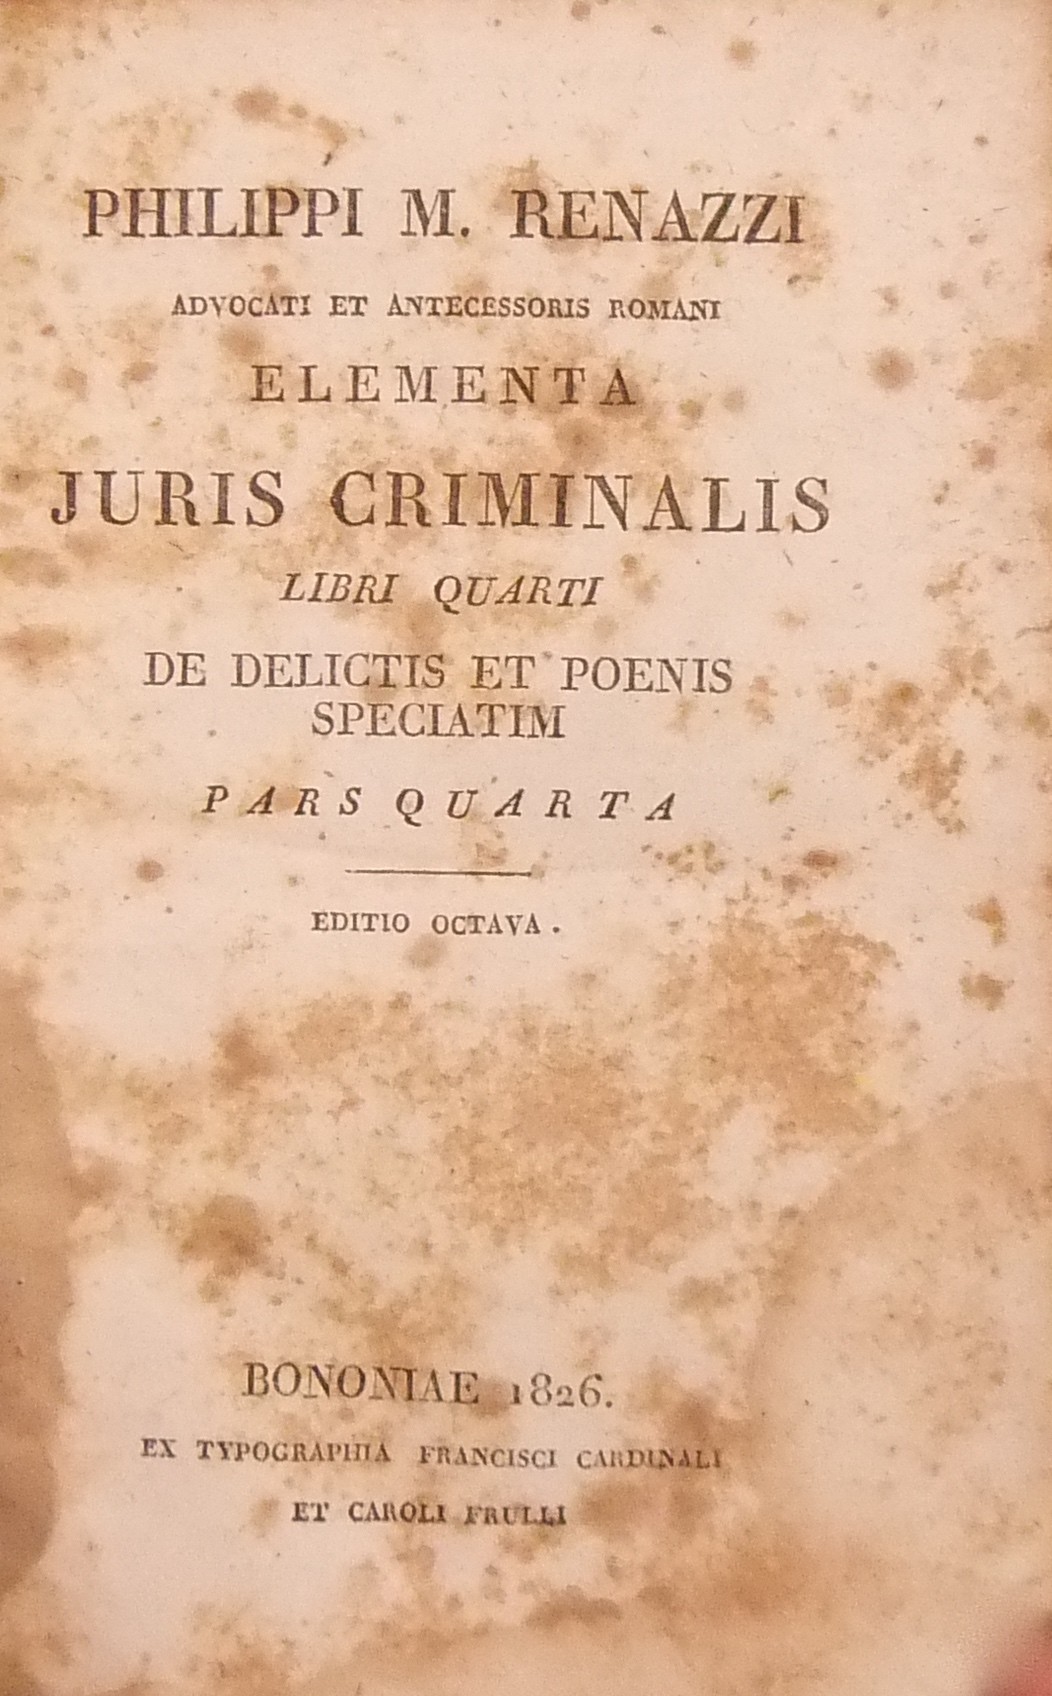 PHILIPPI M. RENAZZI
ADVOCATI ET ANTECESSORIS ROMANI
ELEMENTA
JURIS CRIMINALIS
LIBRI QUARTI
DE DELICTIS ET POENIS
SPECIATIM
PARS QUARTA
EDITIO OCTAVA.
BONONIAE 1826.
EX TYPOGRAPHIA FRANCISCI CARDINALI
ET CAROLI FRULLI